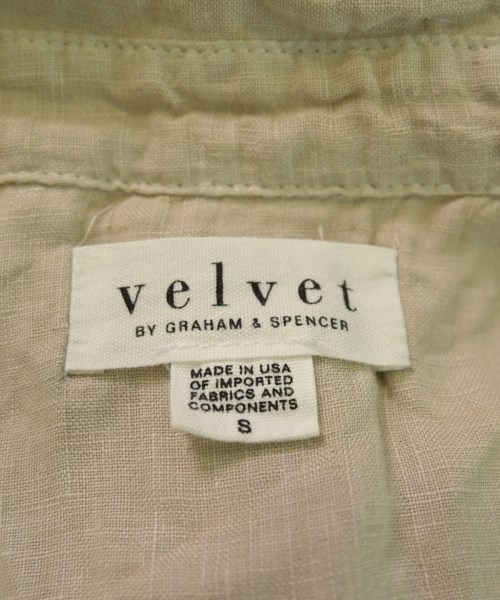 velvet
BY GRAHAM & SPENCER
MADE IN USA
OF IMPORTED
FABRICS AND
COMPONENTS
S